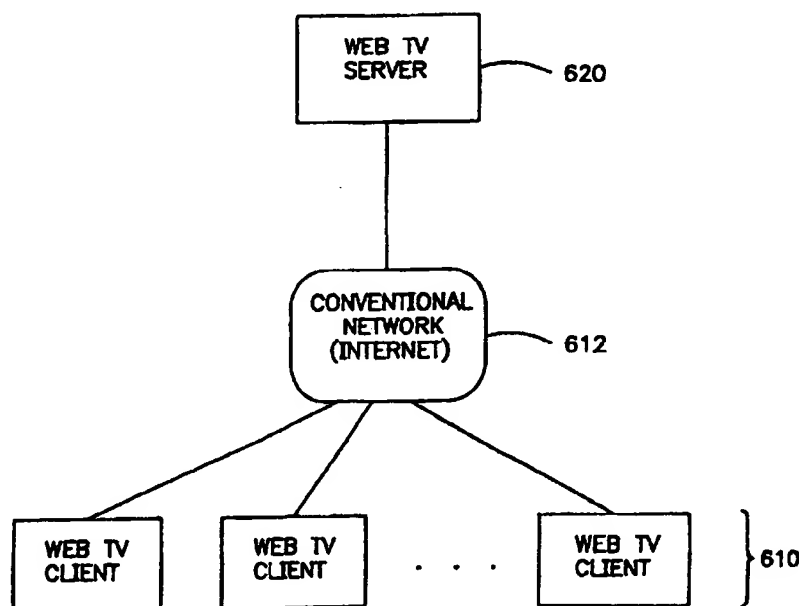 WEB TV
SERVER
620
CONVENTIONAL
NETWORK
(INTERNET)
612
WEB TV
CLIENT
WEB TV
CLIENT
. . .
WEB TV
CLIENT
610